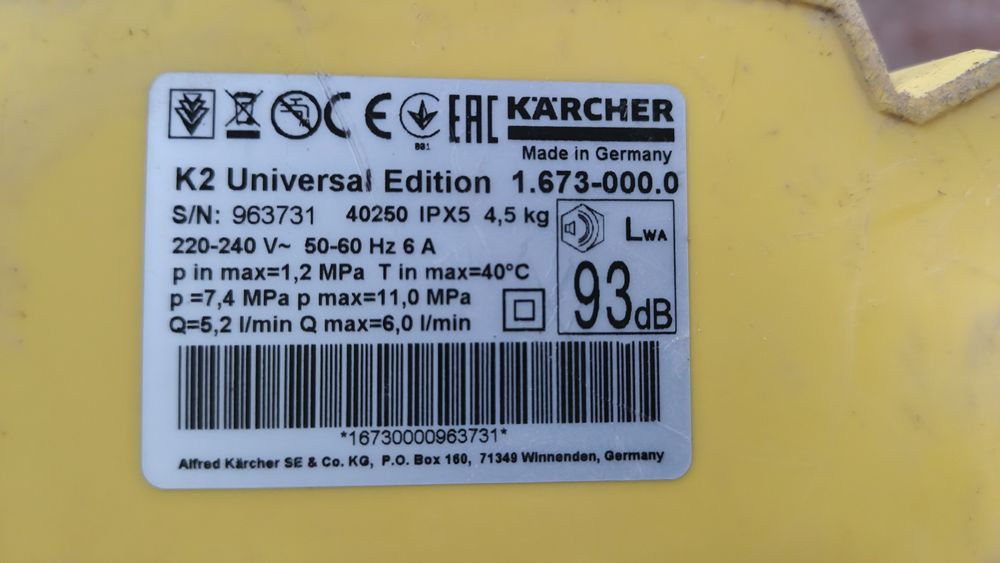 CE EAC KÄRCHER
001
Made in Germany
K2 Universal Edition 1.673-000.0
S/N: 963731 40250 IPX5 4,5 kg
220-240 V~ 50-60 Hz 6 A
p in max=1,2 MPa T in max=40°C
p =7,4 MPa p max=11,0 MPa
Q=5,2 l/min Q max=6,0 l/min
LWA
93dB
*16730000963731*
Alfred Kärcher SE & Co. KG, P.O. Box 160, 71349 Winnenden, Germany